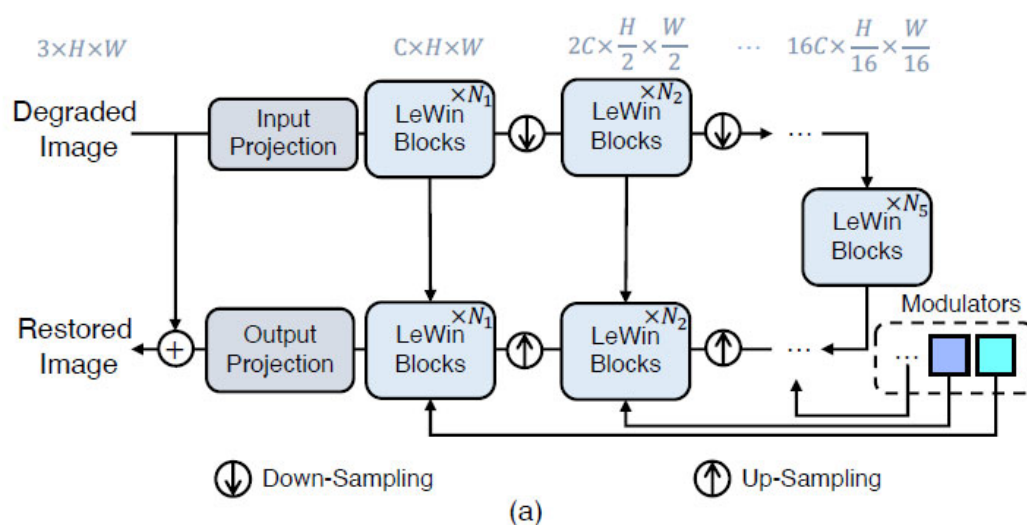 3×H×W
C×H×W
2C×H/2×W/2
...
16C×H/16×W/16
Degraded
Image
Input
Projection
LeWin
Blocks
×N₁
LeWin
Blocks
×N₂
...
LeWin
Blocks
×N₅
Modulators
...
Restored
Image
+
Output
Projection
LeWin
Blocks
×N₁
LeWin
Blocks
×N₂
...
Down-Sampling
Up-Sampling
(a)